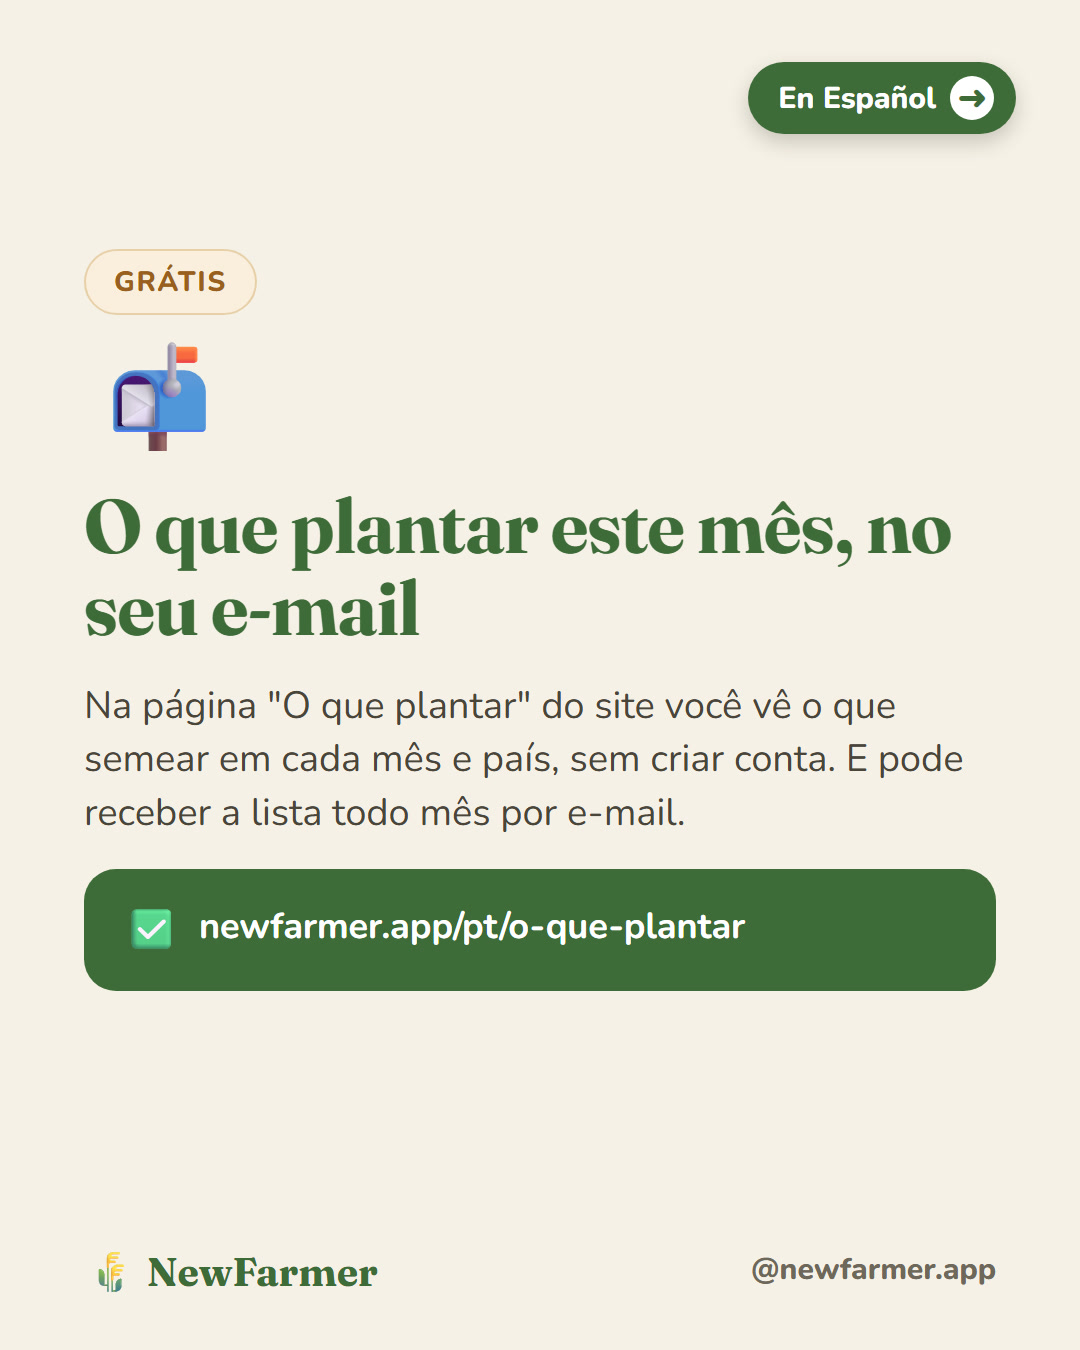 En Español
GRÁTIS
O que plantar este mês, no
seu e-mail
Na página "O que plantar" do site você vê o que
semear em cada mês e país, sem criar conta. E pode
receber a lista todo mês por e-mail.
newfarmer.app/pt/o-que-plantar
NewFarmer
@newfarmer.app